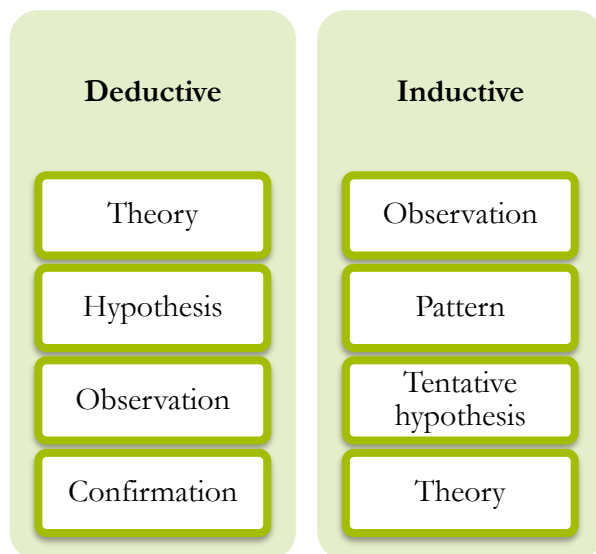 Deductive
Theory
Hypothesis
Observation
Confirmation
Inductive
Observation
Pattern
Tentative
hypothesis
Theory